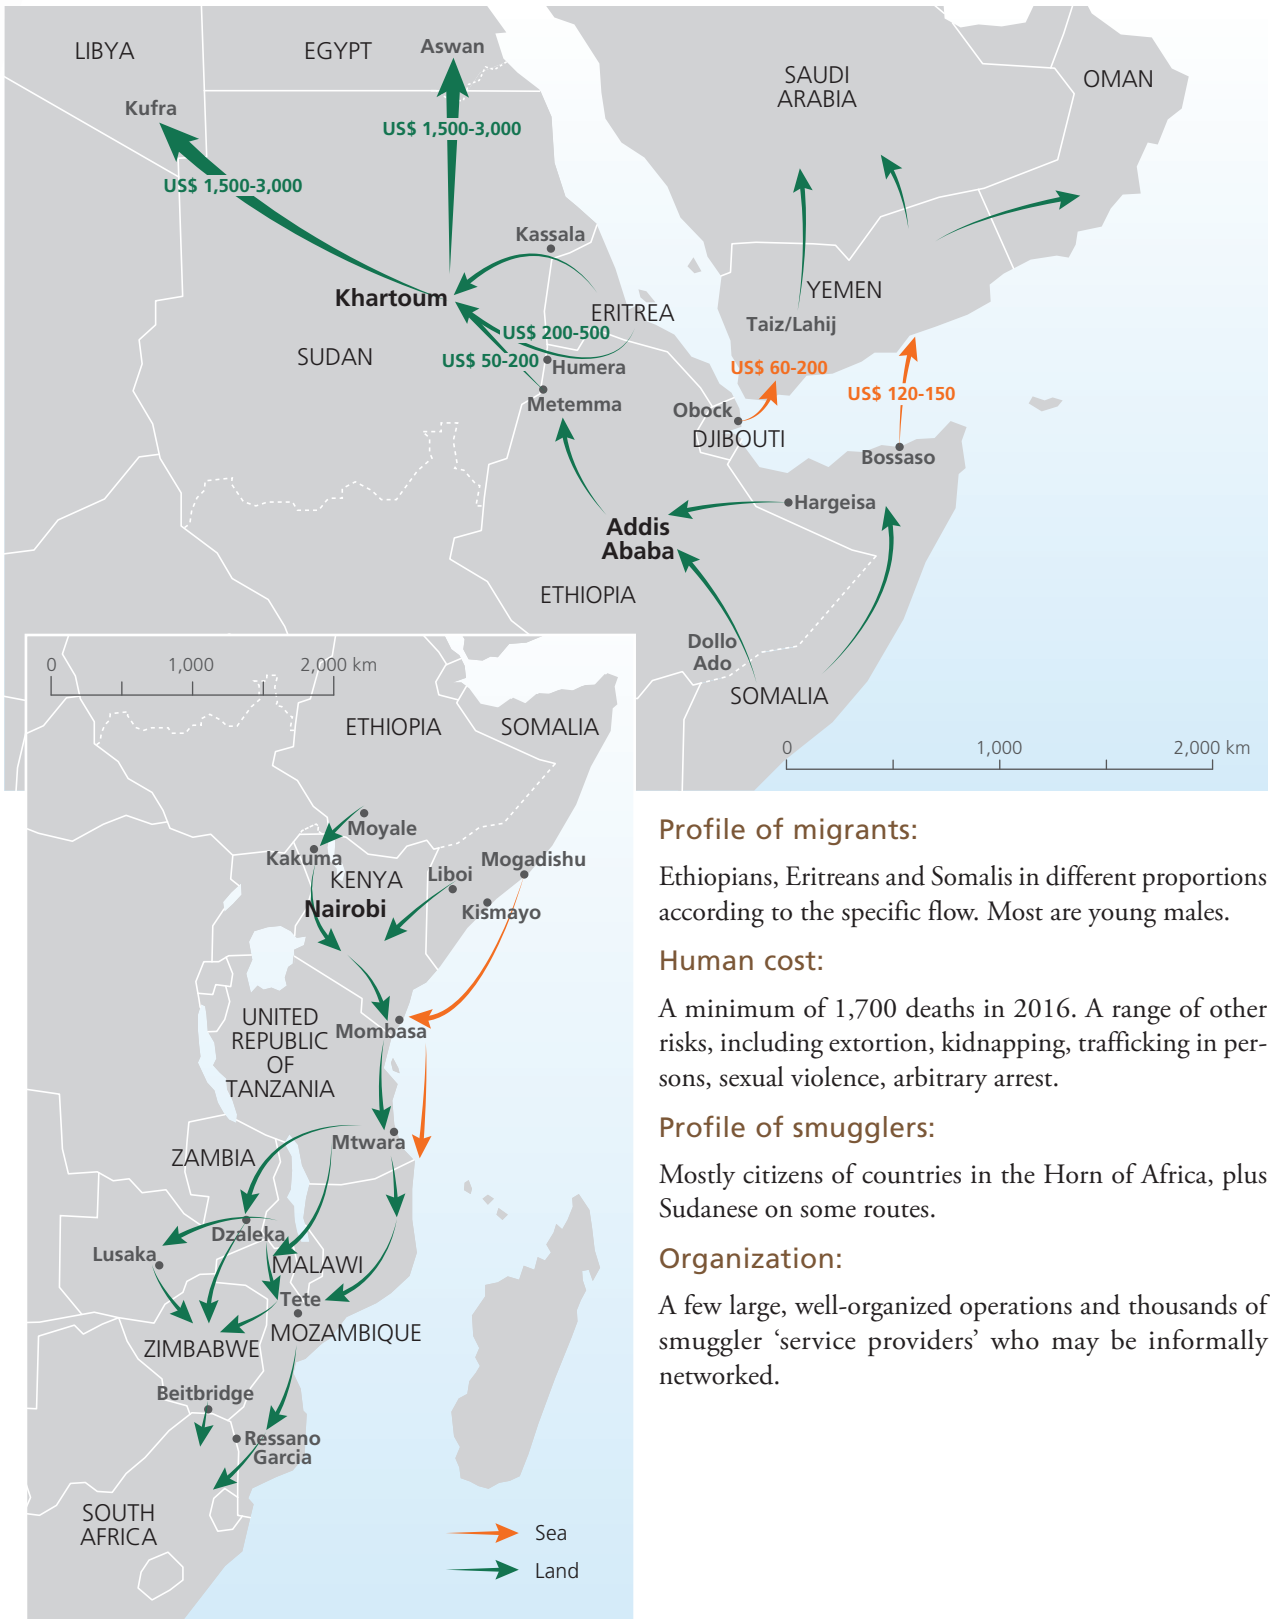 LIBYA
EGYPT
Aswan
SAUDI
ARABIA
OMAN
Kufra
US$ 1,500-3,000
US$ 1,500-3,000
Kassala
Khartoum
ERITREA
YEMEN
Taiz/Lahij
US$ 200-500
SUDAN
US$ 50-200
Humera
US$ 60-200
US$ 120-150
Metemma
Obock
DJIBOUTI
Bossaso
Hargeisa
Addis
Ababa
ETHIOPIA
Dollo
Ado
SOMALIA
0 1,000 2,000 km
0 1,000 2,000 km
ETHIOPIA
SOMALIA
Moyale
Kakuma
KENYA
Liboi
Mogadishu
Nairobi
Kismayo
UNITED
REPUBLIC
OF
TANZANIA
Mombasa
Mtwara
ZAMBIA
Dzaleka
Lusaka
MALAWI
Tete
MOZAMBIQUE
ZIMBABWE
Beitbridge
Ressano
Garcia
SOUTH
AFRICA
Sea
Land
Profile of migrants:
Ethiopians, Eritreans and Somalis in different proportions
according to the specific flow. Most are young males.
Human cost:
A minimum of 1,700 deaths in 2016. A range of other
risks, including extortion, kidnapping, trafficking in per-
sons, sexual violence, arbitrary arrest.
Profile of smugglers:
Mostly citizens of countries in the Horn of Africa, plus
Sudanese on some routes.
Organization:
A few large, well-organized operations and thousands of
smuggler ‘service providers’ who may be informally
networked.